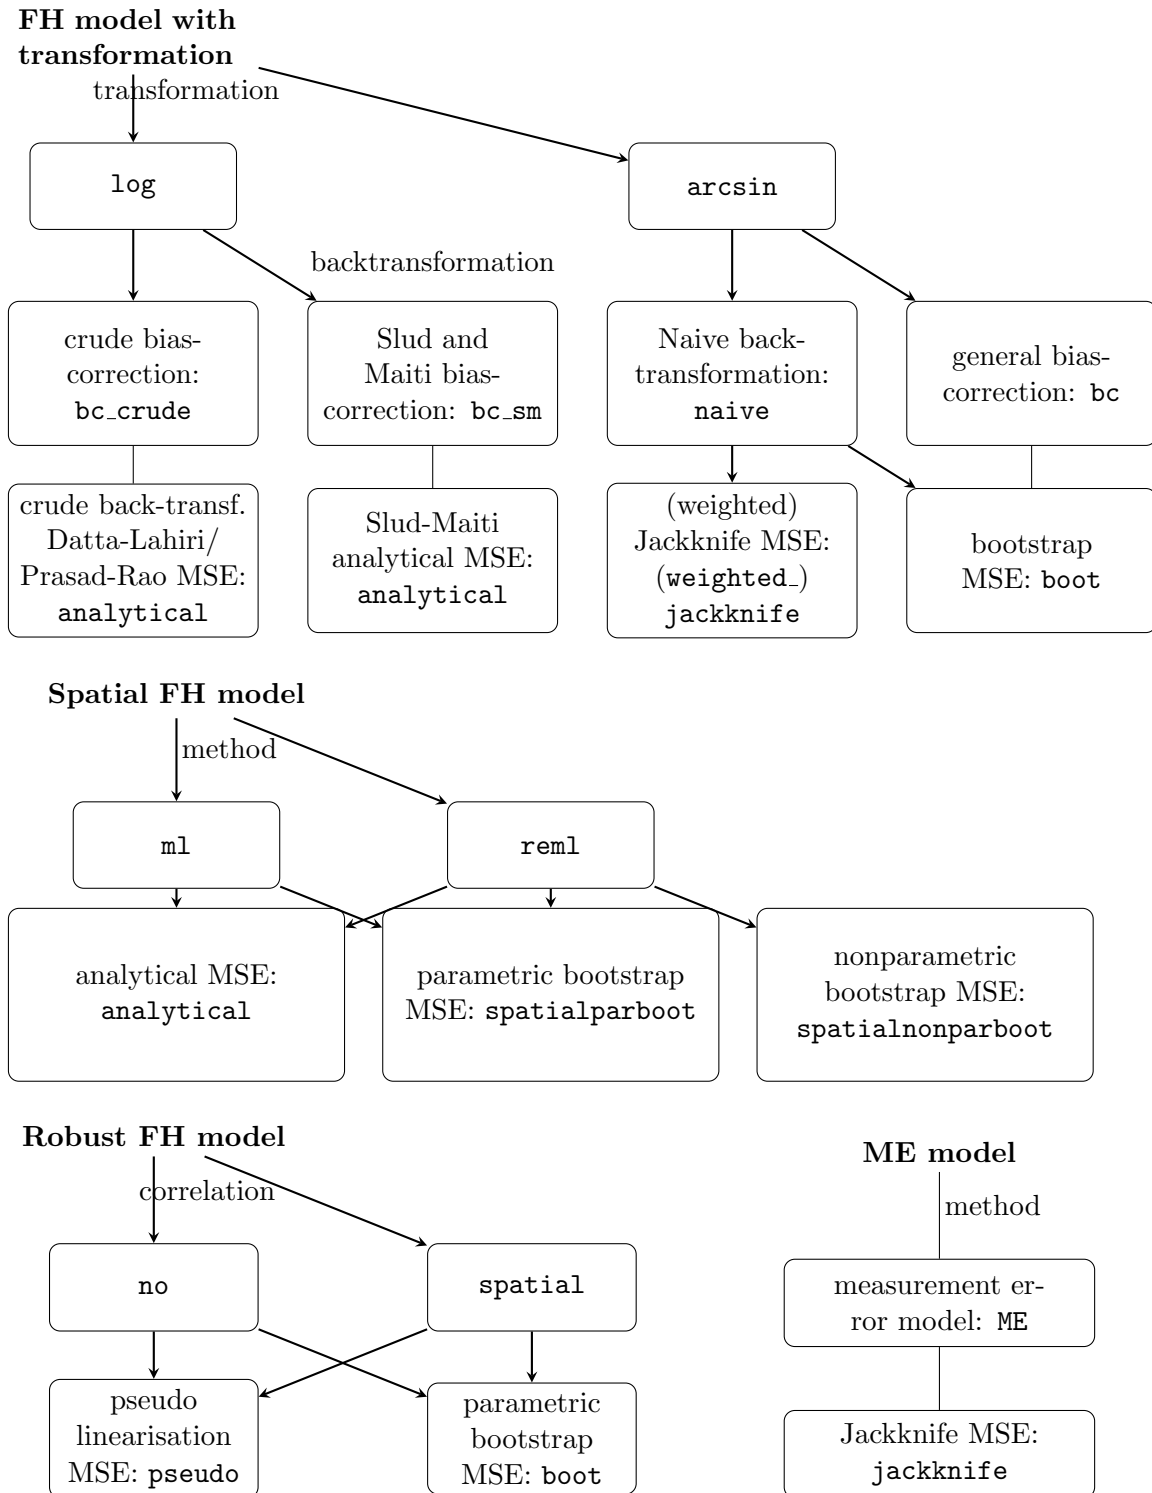 FH model with
transformation
transformation
log
arcsin
backtransformation
crude bias-
correction:
bc_crude
Slud and
Maiti bias-
correction: bc_sm
Naive back-
transformation:
naive
general bias-
correction: bc
crude back-transf.
Datta-Lahiri/
Prasad-Rao MSE:
analytical
Slud-Maiti
analytical MSE:
analytical
(weighted)
Jackknife MSE:
(weighted_)
jackknife
bootstrap
MSE: boot
Spatial FH model
method
ml
reml
analytical MSE:
analytical
parametric bootstrap
MSE: spatialparboot
nonparametric
bootstrap MSE:
spatialnonparboot
Robust FH model
correlation
no
spatial
pseudo
linearisation
MSE: pseudo
parametric
bootstrap
MSE: boot
ME model
method
measurement er-
ror model: ME
Jackknife MSE:
jackknife